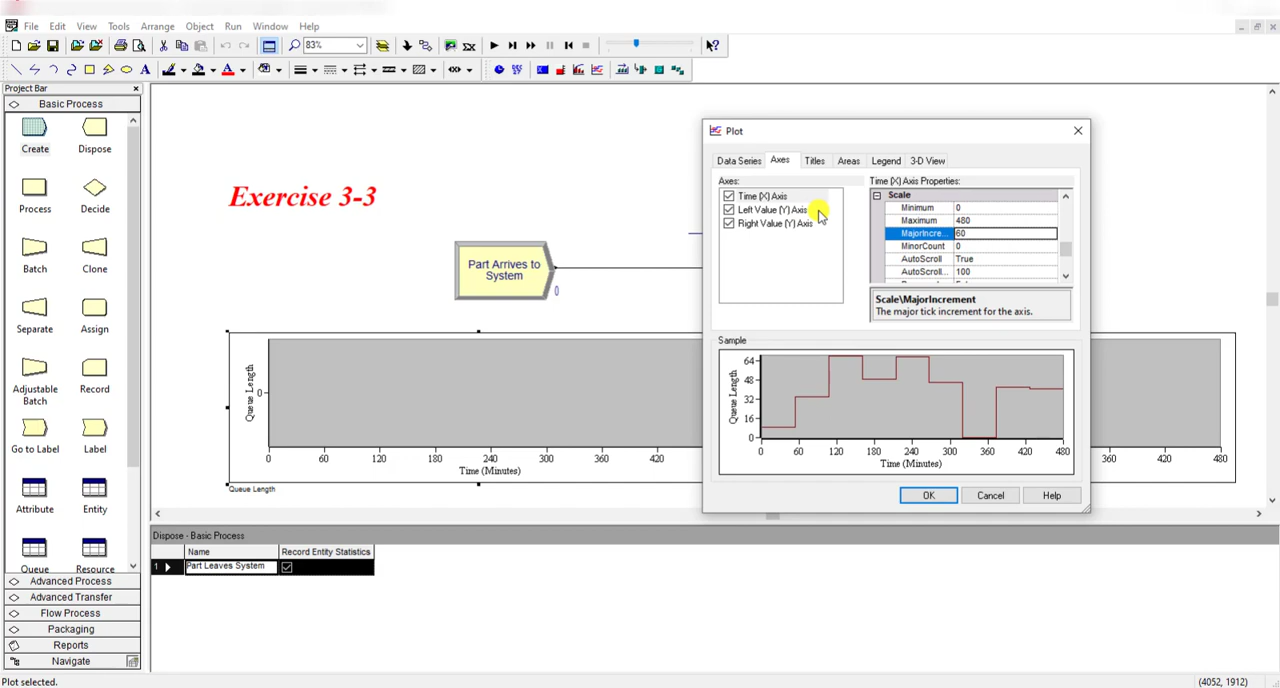 File Edit View Tools Arrange Object Run Window Help
83%
Project Bar
Basic Process
Create Dispose
Process Decide
Batch Clone
Separate Assign
Adjustable Batch Record
Go to Label Label
Attribute Entity
Queue Resource
Advanced Process
Advanced Transfer
Flow Process
Packaging
Reports
Navigate
Exercise 3-3
Part Arrives to
System
0
Queue Length
0
0 60 120 180 240 300 360 420
360 420 480
Time (Minutes)
Queue Length
Plot
Data Series Axes Titles Areas Legend 3-D View
Axes:
Time (X) Axis
Left Value (Y) Axis
Right Value (Y) Axis
Time (X) Axis Properties:
Scale
Minimum 0
Maximum 480
MajorIncre... 60
MinorCount 0
AutoScroll True
AutoScroll... 100
Scale\MajorIncrement
The major tick increment for the axis.
Sample
Queue Length
64
48
32
16
0
0 60 120 180 240 300 360 420 480
Time (Minutes)
OK Cancel Help
Dispose - Basic Process
Name Record Entity Statistics
1 Part Leaves System
Plot selected.
(4052, 1912)